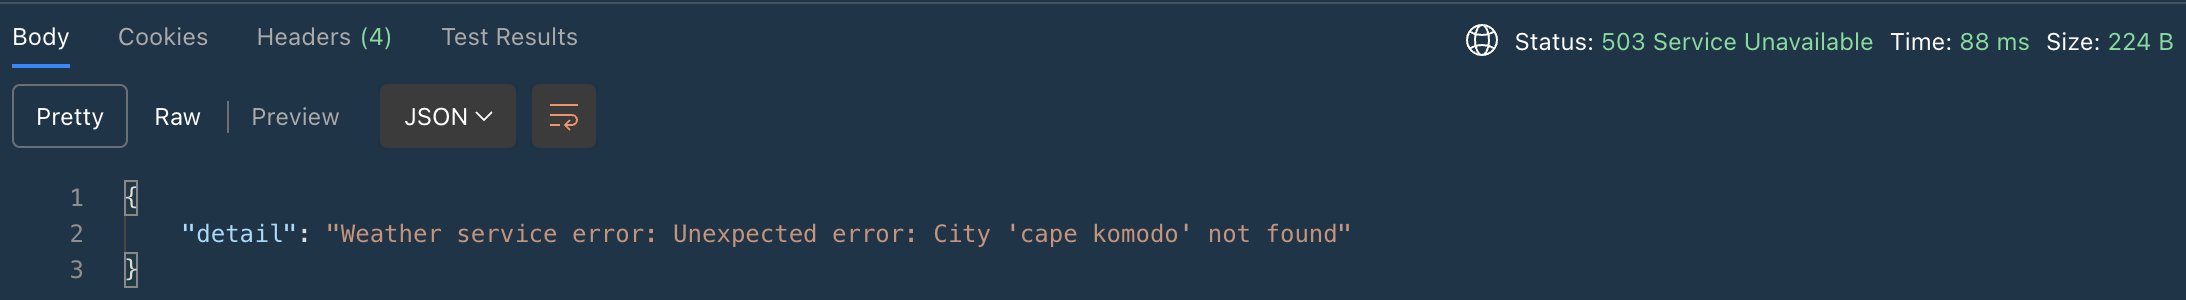 Body Cookies Headers (4) Test Results Status: 503 Service Unavailable Time: 88 ms Size: 224 B
Pretty Raw Preview JSON
1 {
2 "detail": "Weather service error: Unexpected error: City 'cape komodo' not found"
3 }